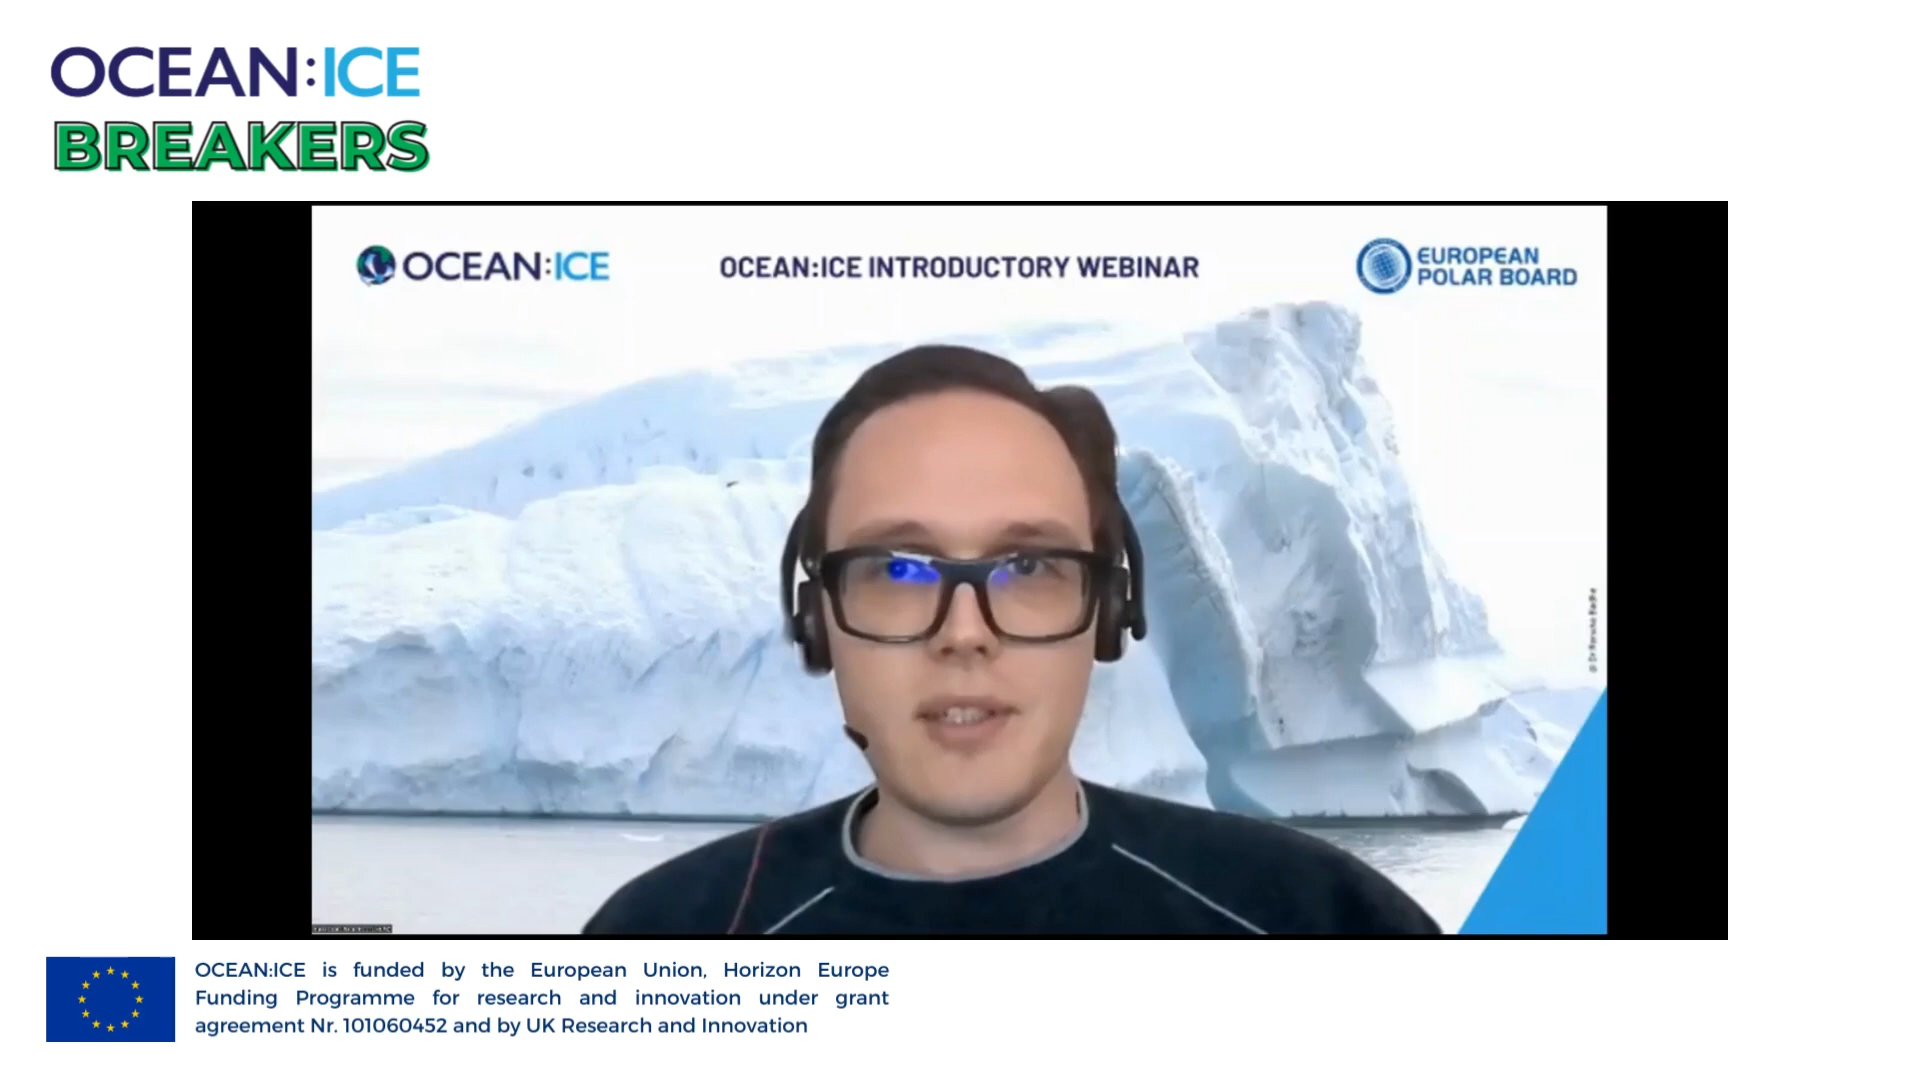 OCEAN:ICE
BREAKERS
OCEAN:ICE
OCEAN:ICE INTRODUCTORY WEBINAR
EUROPEAN
POLAR BOARD
OCEAN:ICE is funded by the European Union, Horizon Europe
Funding Programme for research and innovation under grant
agreement Nr. 101060452 and by UK Research and Innovation